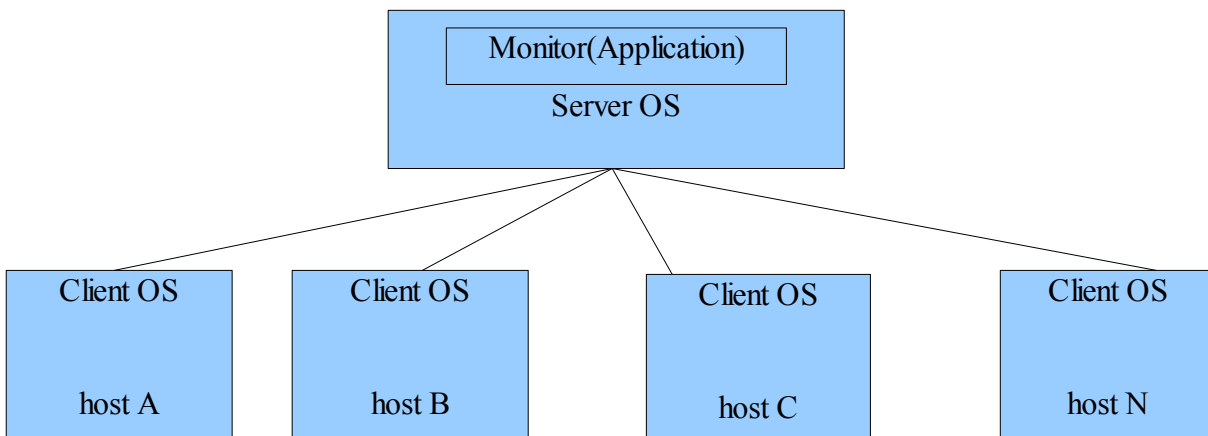 Monitor(Application)
Server OS
Client OS
Client OS
Client OS
Client OS
host A
host B
host C
host N